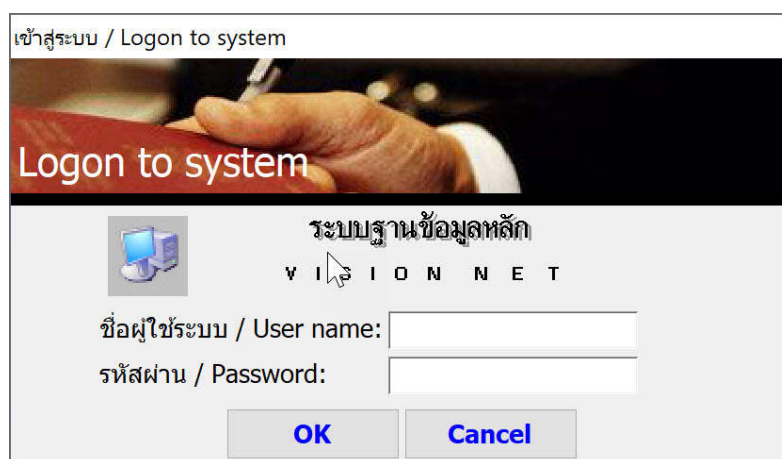 เข้าสู่ระบบ / Logon to system
Logon to system
ระบบฐานข้อมูลหลัก
VISION NET
ชื่อผู้ใช้ระบบ / User name:
รหัสผ่าน / Password:
OK Cancel